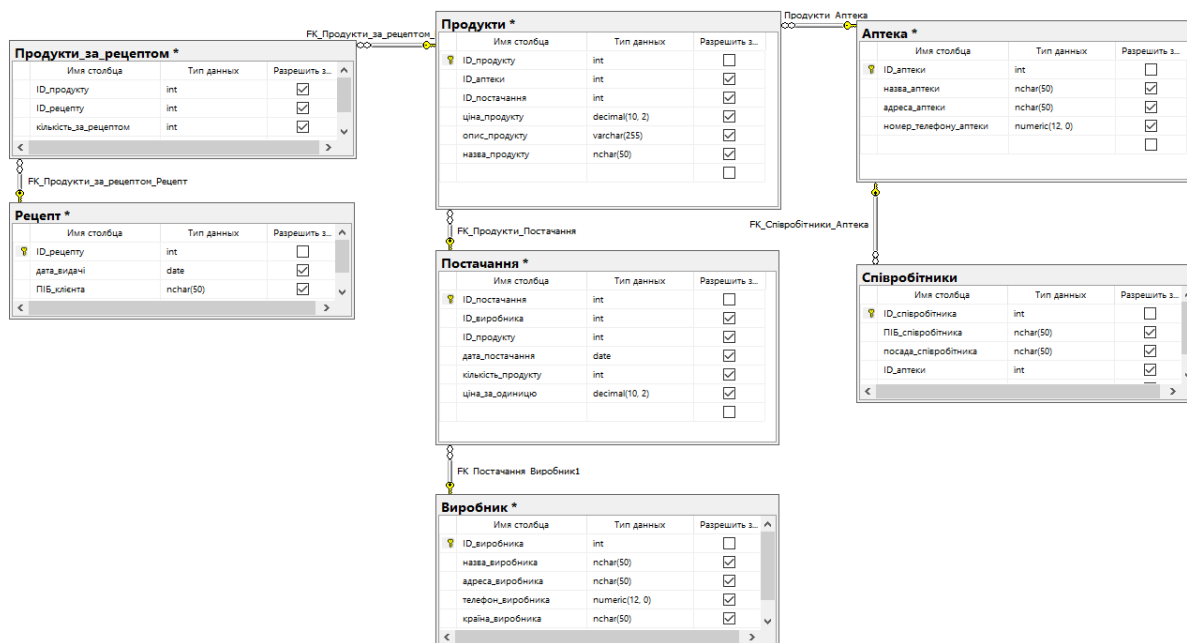 Продукти_за_рецептом *
Имя столбца Тип данных Разрешить з...
ID_продукту int
ID_рецепту int
кількість_за_рецептом int
FK_Продукти_за_рецептом_
FK_Продукти_за_рецептом_Рецепт
Рецепт *
Имя столбца Тип данных Разрешить з...
ID_рецепту int
дата_видачі date
ПІБ_клієнта nchar(50)
Продукти *
Имя столбца Тип данных Разрешить з...
ID_продукту int
ID_аптеки int
ID_постачання int
ціна_продукту decimal(10, 2)
опис_продукту varchar(255)
назва_продукту nchar(50)
FK_Продукти_Постачання
Постачання *
Имя столбца Тип данных Разрешить з...
ID_постачання int
ID_виробника int
ID_продукту int
дата_постачання date
кількість_продукту int
ціна_за_одиницю decimal(10, 2)
FK_Постачання_Виробник1
Виробник *
Имя столбца Тип данных Разрешить з...
ID_виробника int
назва_виробника nchar(50)
адреса_виробника nchar(50)
телефон_виробника numeric(12, 0)
країна_виробника nchar(50)
Продукти_Аптека
Аптека *
Имя столбца Тип данных Разрешить з...
ID_аптеки int
назва_аптеки nchar(50)
адреса_аптеки nchar(50)
номер_телефону_аптеки numeric(12, 0)
FK_Співробітники_Аптека
Співробітники
Имя столбца Тип данных Разрешить з...
ID_співробітника int
ПІБ_співробітника nchar(50)
посада_співробітника nchar(50)
ID_аптеки int